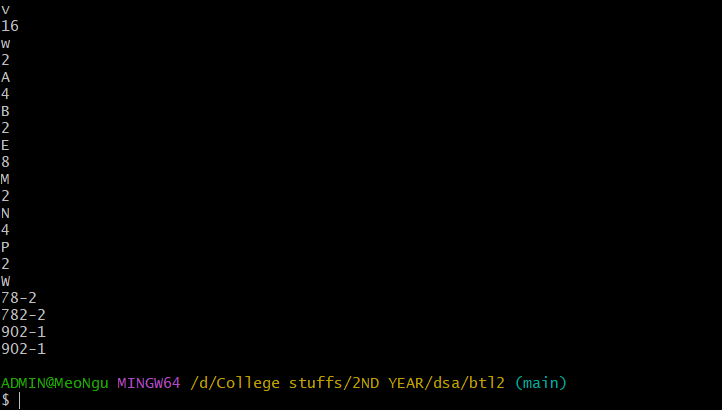 v
16
w
2
A
4
B
2
E
8
M
2
N
4
P
2
W
78-2
782-2
902-1
902-1
ADMIN@MeoNgu MINGW64 /d/College stuffs/2ND YEAR/dsa/btl2 (main)
$